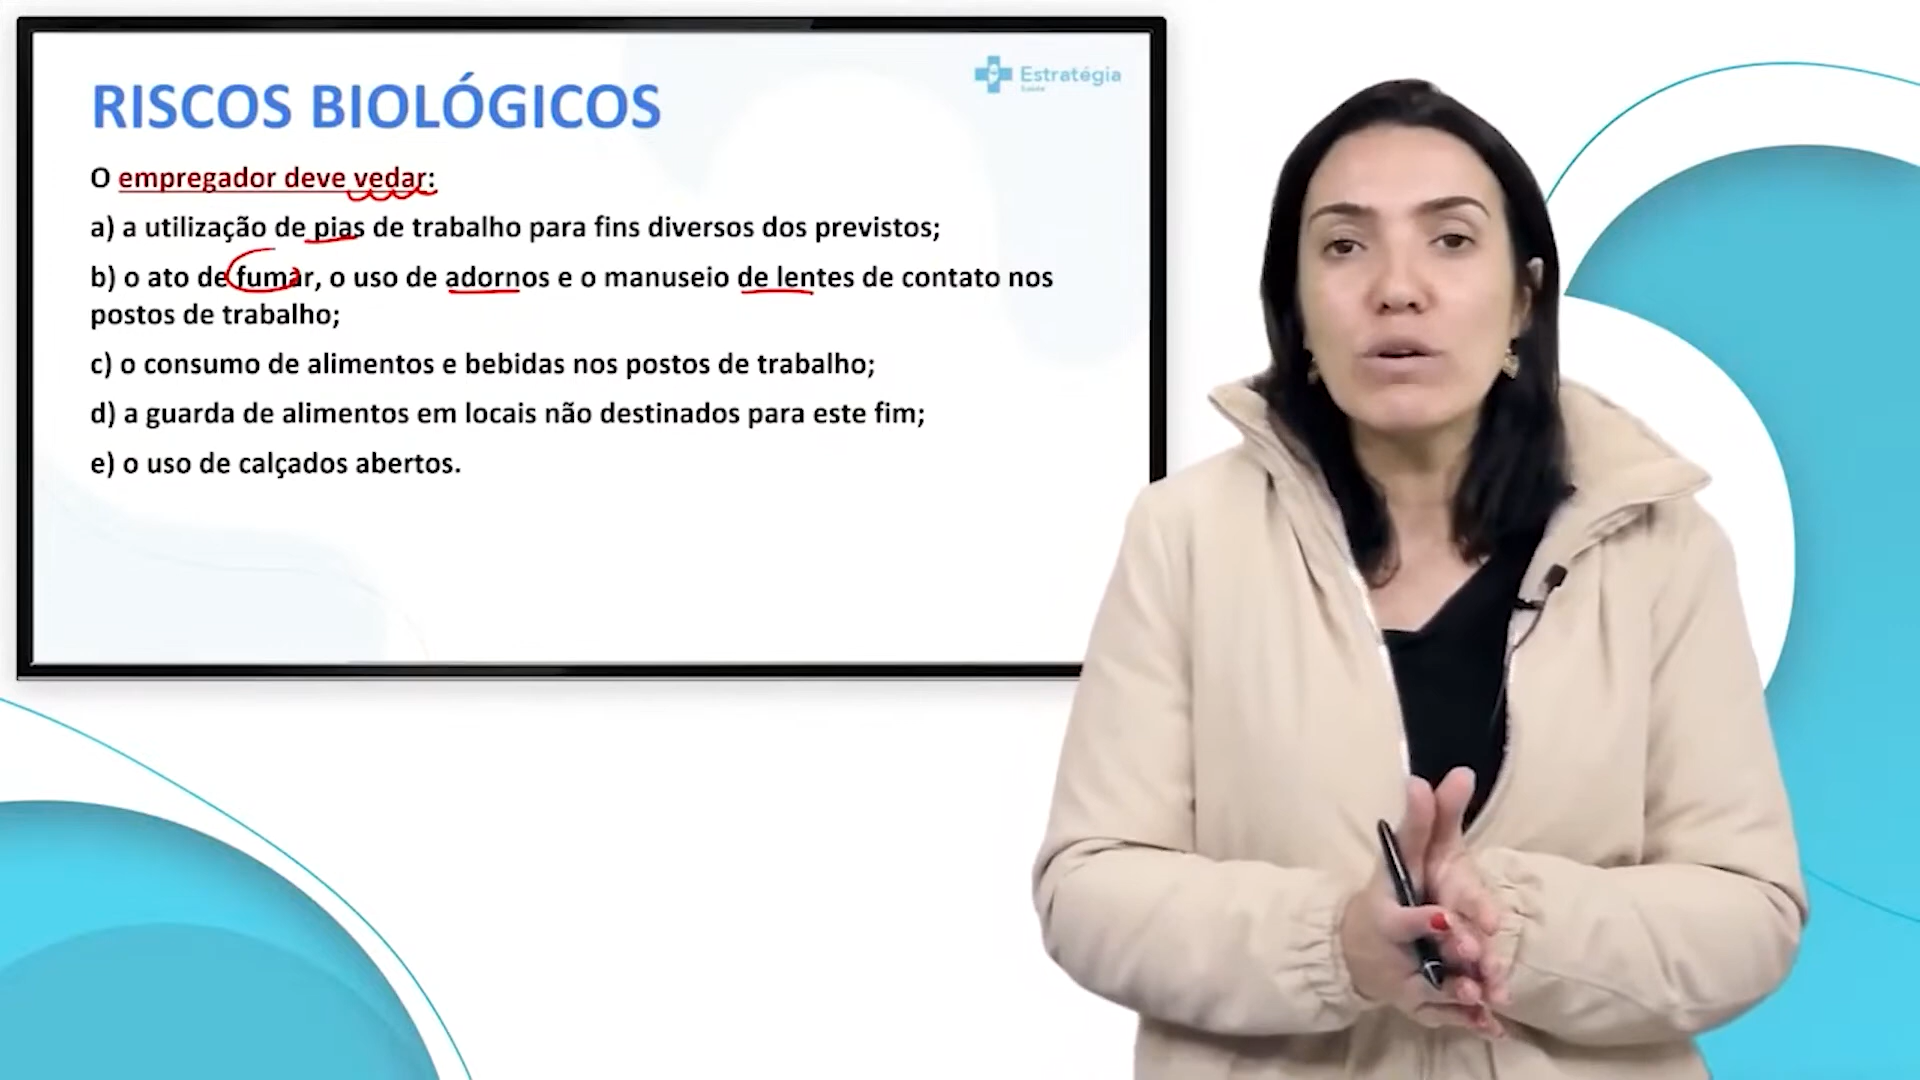 Estratégia
Saúde
RISCOS BIOLÓGICOS
O empregador deve vedar:
a) a utilização de pias de trabalho para fins diversos dos previstos;
b) o ato de fumar, o uso de adornos e o manuseio de lentes de contato nos
postos de trabalho;
c) o consumo de alimentos e bebidas nos postos de trabalho;
d) a guarda de alimentos em locais não destinados para este fim;
e) o uso de calçados abertos.